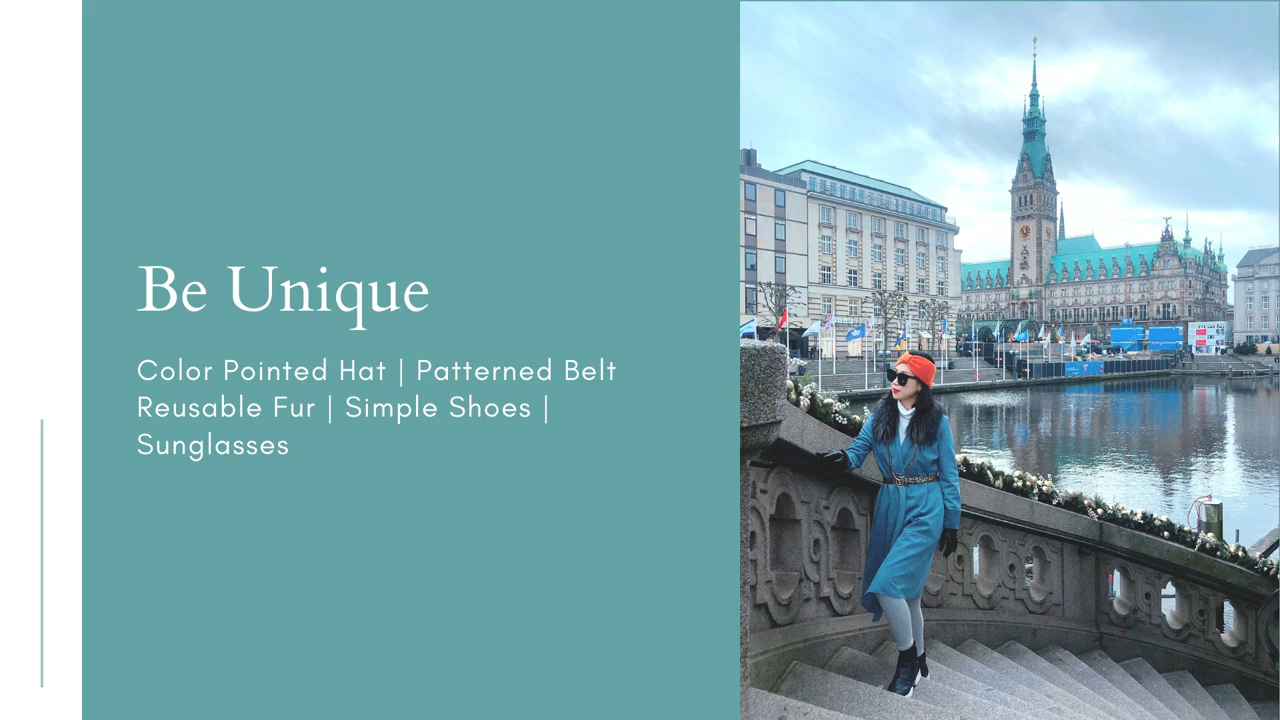 Be Unique
Color Pointed Hat | Patterned Belt
Reusable Fur | Simple Shoes |
Sunglasses